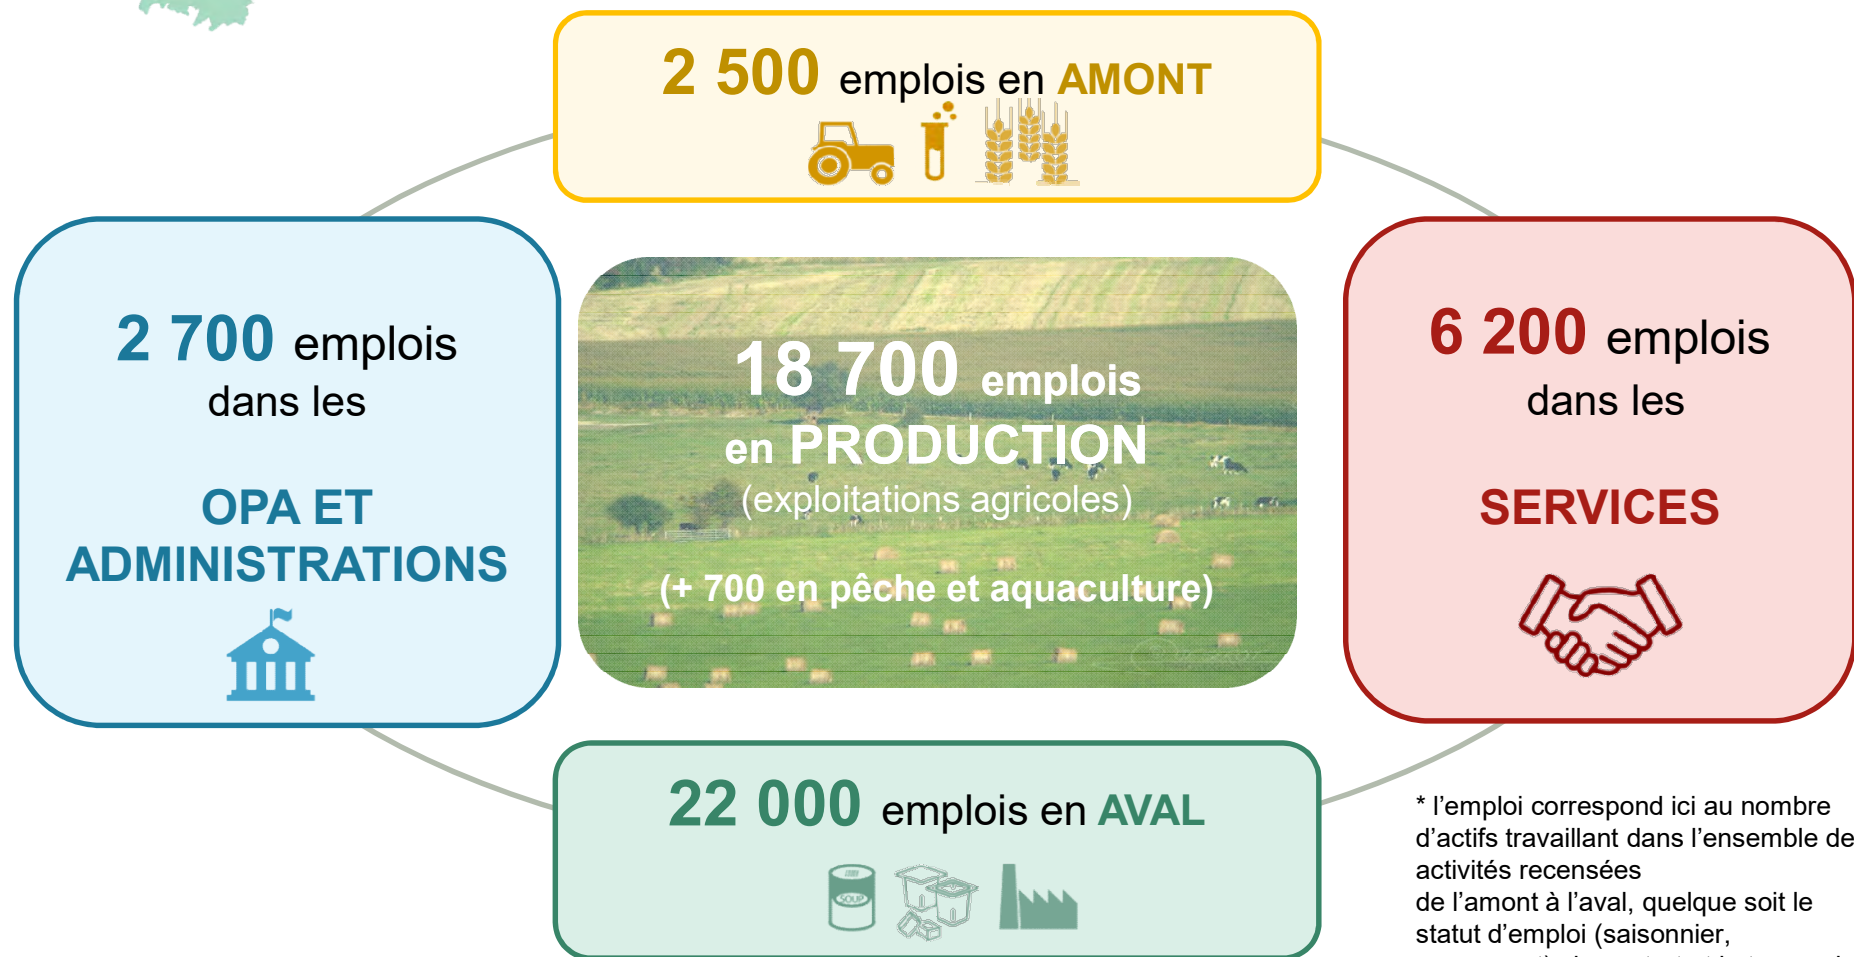 2 500 emplois en AMONT
2 700 emplois
dans les
OPA ET
ADMINISTRATIONS
18 700 emplois
en PRODUCTION
(exploitations agricoles)
(+ 700 en pêche et aquaculture)
6 200 emplois
dans les
SERVICES
22 000 emplois en AVAL
SOUP
* l’emploi correspond ici au nombre
d’actifs travaillant dans l’ensemble de
activités recensées
de l’amont à l’aval, quelque soit le
statut d’emploi (saisonnier,